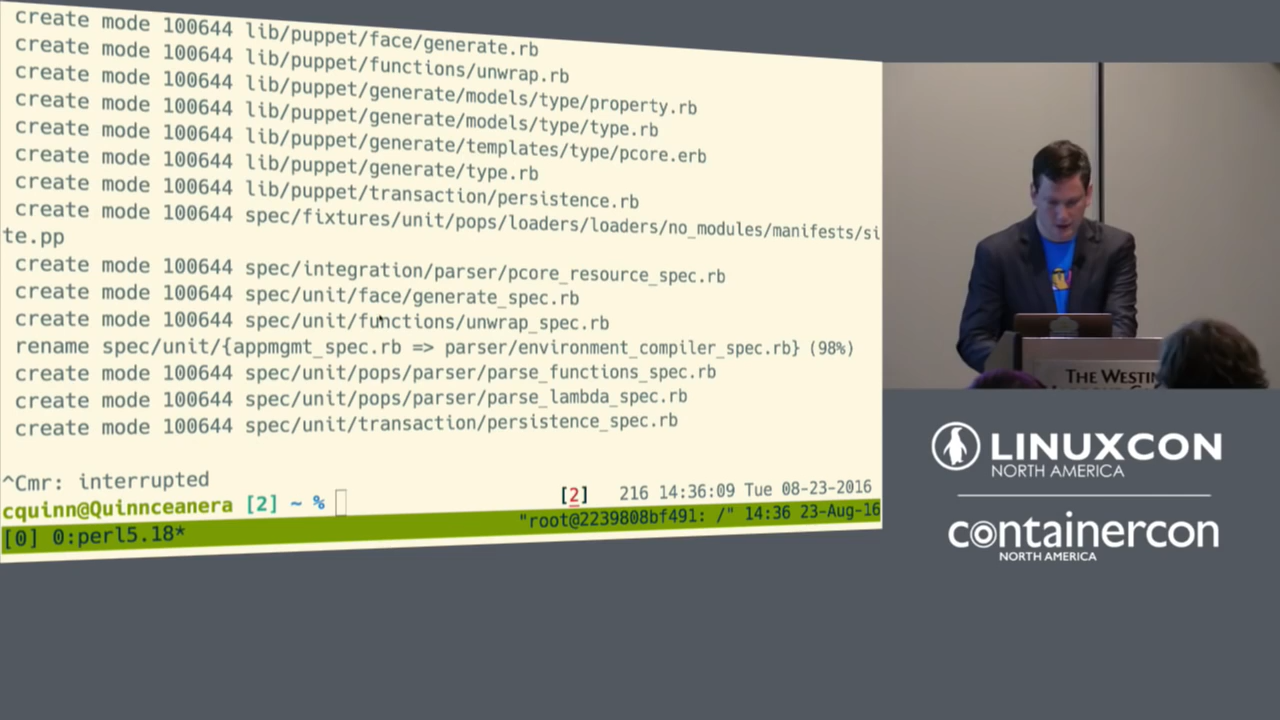 create mode 100644 lib/puppet/face/generate.rb
create mode 100644 lib/puppet/functions/unwrap.rb
create mode 100644 lib/puppet/generate/models/type/property.rb
create mode 100644 lib/puppet/generate/models/type/type.rb
create mode 100644 lib/puppet/generate/templates/type/pcore.erb
create mode 100644 lib/puppet/generate/type.rb
create mode 100644 lib/puppet/transaction/persistence.rb
create mode 100644 spec/fixtures/unit/pops/loaders/loaders/no_modules/manifests/si
te.pp
create mode 100644 spec/integration/parser/pcore_resource_spec.rb
create mode 100644 spec/unit/face/generate_spec.rb
create mode 100644 spec/unit/functions/unwrap_spec.rb
rename spec/unit/{appmgmt_spec.rb => parser/environment_compiler_spec.rb} (98%)
create mode 100644 spec/unit/pops/parser/parse_functions_spec.rb
create mode 100644 spec/unit/pops/parser/parse_lambda_spec.rb
create mode 100644 spec/unit/transaction/persistence_spec.rb
^Cmr: interrupted
cquinn@Quinnceanera [2] ~ % [2] 216 14:36:09 Tue 08-23-2016
[0] 0:perl5.18* "root@2239808bf491: /" 14:36 23-Aug-16
THE WESTIN
LINUXCON
NORTH AMERICA
containercon
NORTH AMERICA